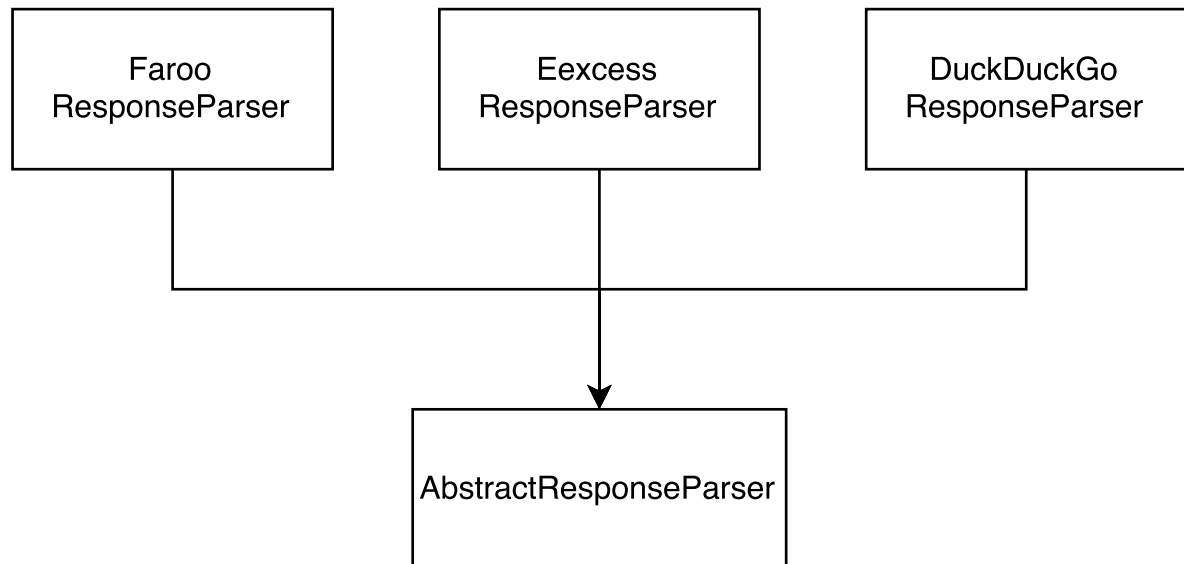 Faroo
ResponseParser
Eexcess
ResponseParser
DuckDuckGo
ResponseParser
AbstractResponseParser